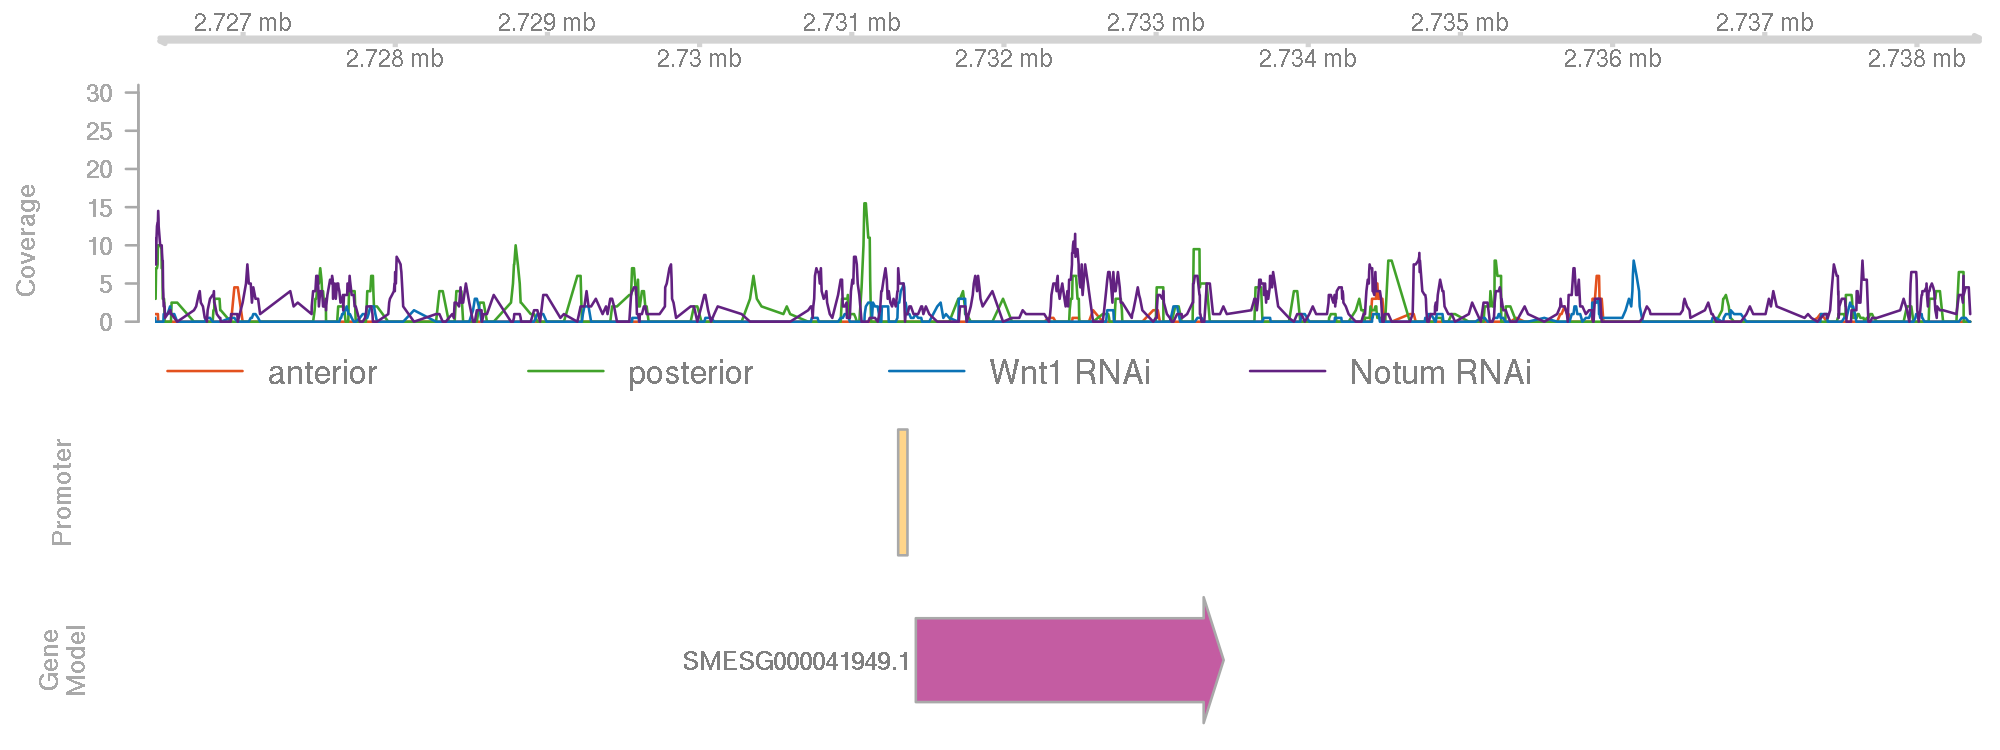 2.727 mb 2.729 mb 2.731 mb 2.733 mb 2.735 mb 2.737 mb
2.728 mb 2.73 mb 2.732 mb 2.734 mb 2.736 mb 2.738 mb
Coverage
30
25
20
15
10
5
0
anterior posterior Wnt1 RNAi Notum RNAi
Promoter
Gene
Model
SMESG000041949.1